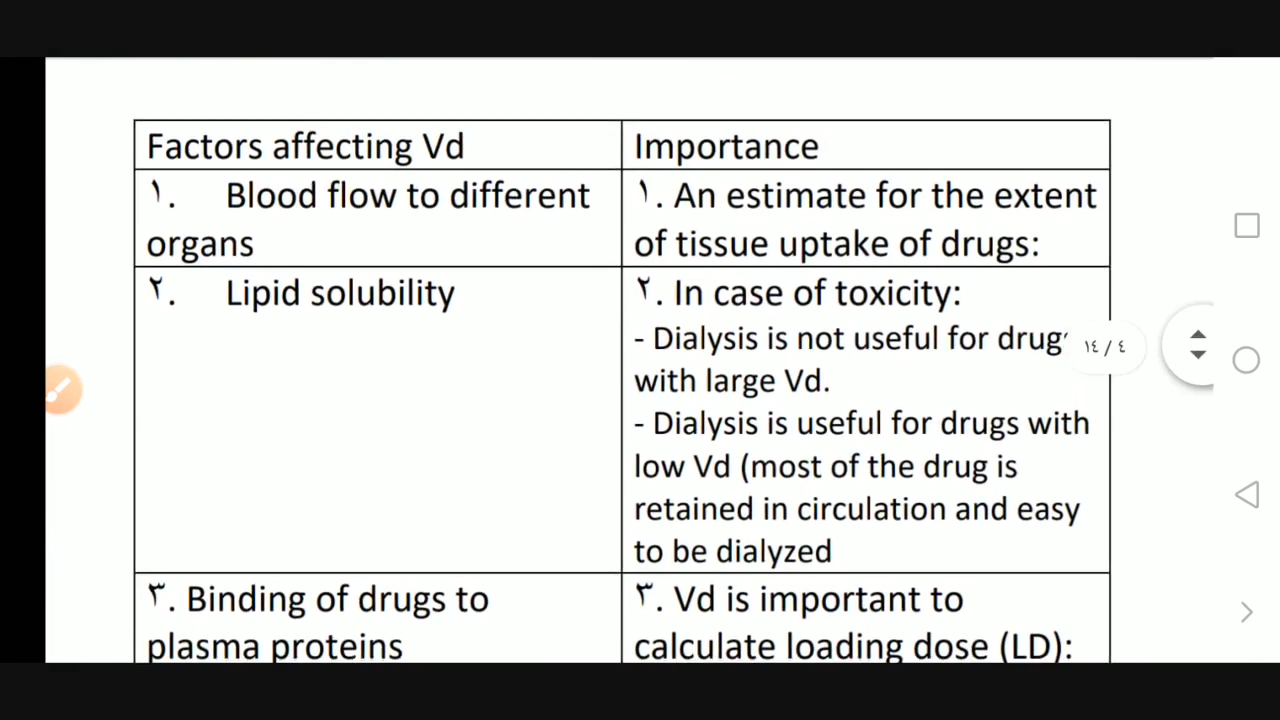 Factors affecting Vd
Importance
١. Blood flow to different
organs
١. An estimate for the extent
of tissue uptake of drugs:
٢. Lipid solubility
٢. In case of toxicity:
- Dialysis is not useful for drugs
with large Vd.
- Dialysis is useful for drugs with
low Vd (most of the drug is
retained in circulation and easy
to be dialyzed
٣. Binding of drugs to
plasma proteins
٣. Vd is important to
calculate loading dose (LD):
١٤ / ٤